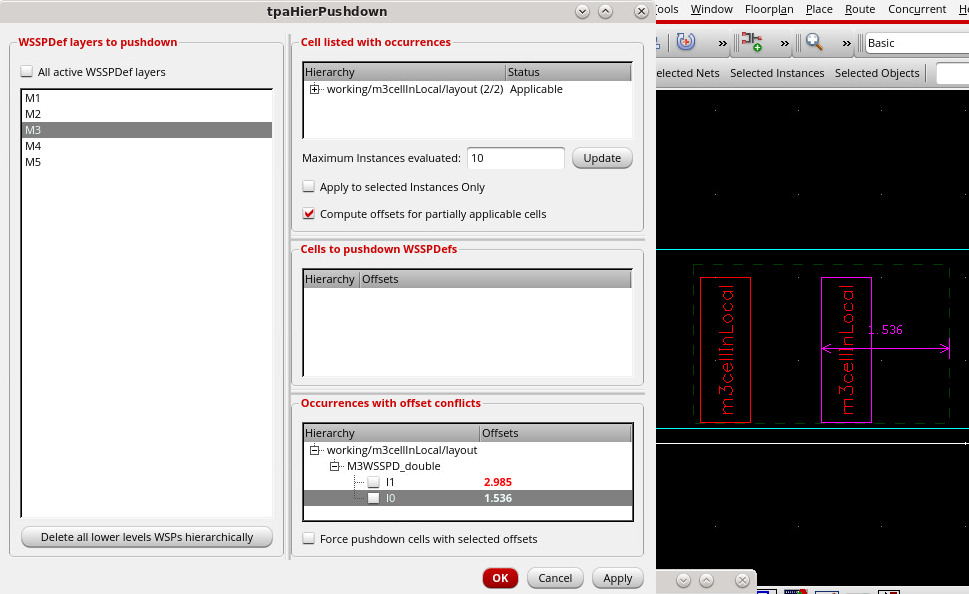 tpaHierPushdown
WSSPDef layers to pushdown
All active WSSPDef layers
M1
M2
M3
M4
M5
Delete all lower levels WSPs hierarchically
Cell listed with occurrences
Hierarchy Status
working/m3cellInLocal/layout (2/2) Applicable
Maximum Instances evaluated: 10 Update
Apply to selected Instances Only
Compute offsets for partially applicable cells
Cells to pushdown WSSPDefs
Hierarchy Offsets
Occurrences with offset conflicts
Hierarchy Offsets
working/m3cellInLocal/layout
M3WSSPD_double
I1 2.985
I0 1.536
Force pushdown cells with selected offsets
OK Cancel Apply
ools Window Floorplan Place Route Concurrent He
» » » Basic
elected Nets Selected Instances Selected Objects
m3cellInLocal
m3cellInLocal
1.536